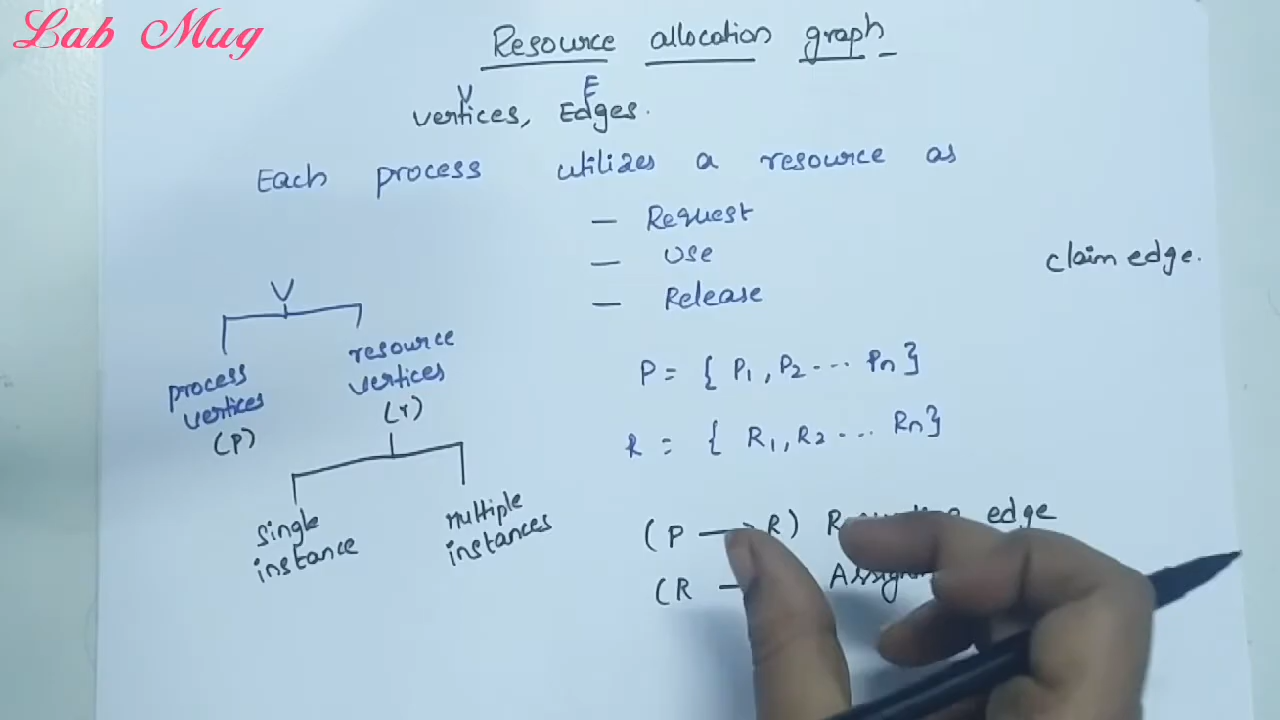 Lab Mug
Resource allocation graph
V E
vertices, Edges.
Each process utilizes a resource as
— Request
— Use
— Release
claim edge.
V
process vertices (P)
resource vertices (r)
single instance
multiple instances
P = { P1, P2 ... Pn }
R = { R1, R2 ... Rn }
(P → R) edge
(R